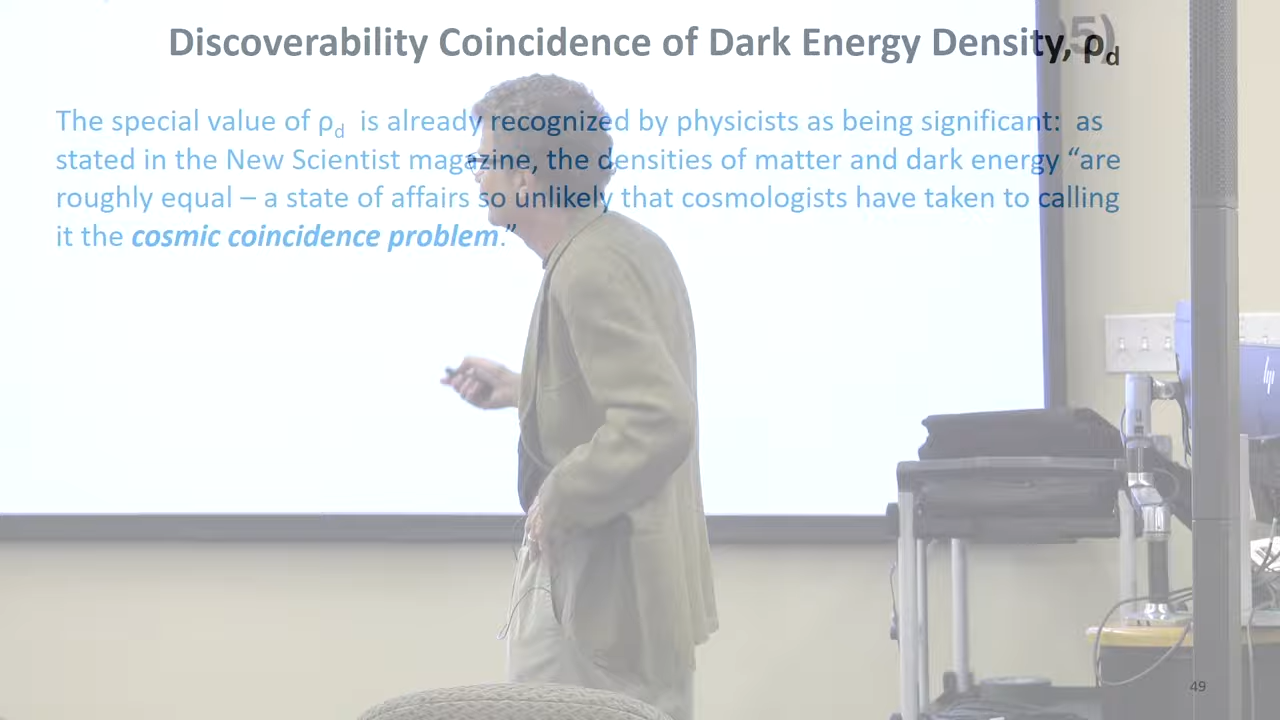 Discoverability Coincidence of Dark Energy Density, ρd
5)
The special value of ρd is already recognized by physicists as being significant: as
stated in the New Scientist magazine, the densities of matter and dark energy “are
roughly equal – a state of affairs so unlikely that cosmologists have taken to calling
it the cosmic coincidence problem.”
hp
49